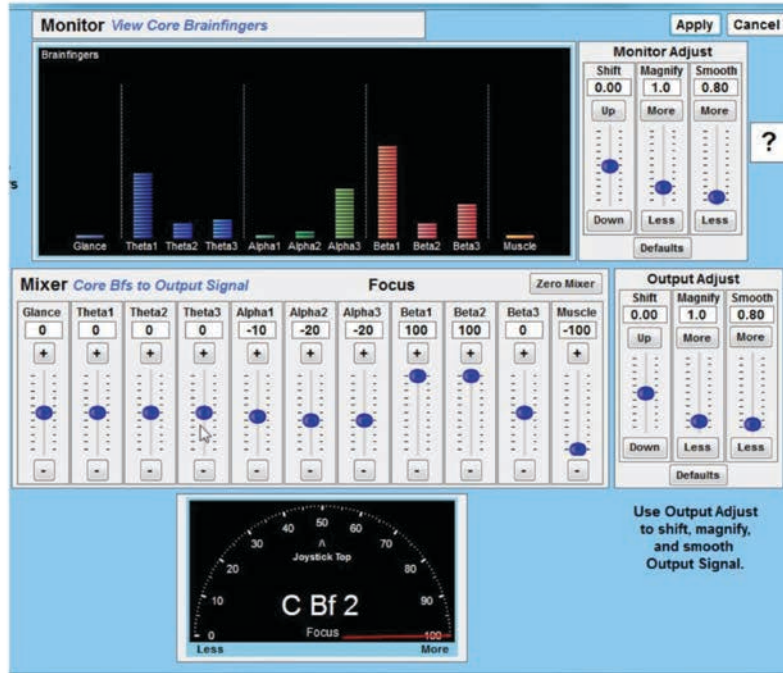 Monitor View Core Brainfingers
Apply Cancel
Brainfingers
Glance Theta1 Theta2 Theta3 Alpha1 Alpha2 Alpha3 Beta1 Beta2 Beta3 Muscle
Monitor Adjust
Shift Magnify Smooth
0.00 1.0 0.80
Up More More
Down Less Less
Defaults
?
rs
Mixer Core Bfs to Output Signal Focus Zero Mixer
Glance Theta1 Theta2 Theta3 Alpha1 Alpha2 Alpha3 Beta1 Beta2 Beta3 Muscle
0 0 0 0 -10 -20 -20 100 100 0 -100
+ + + + + + + + + + +
- - - - - - - - - - -
Output Adjust
Shift Magnify Smooth
0.00 1.0 0.80
Up More More
Down Less Less
Defaults
Use Output Adjust
to shift, magnify,
and smooth
Output Signal.
0 10 20 30 40 50 60 70 80 90 100
Joystick Top
C Bf 2
Focus
Less More